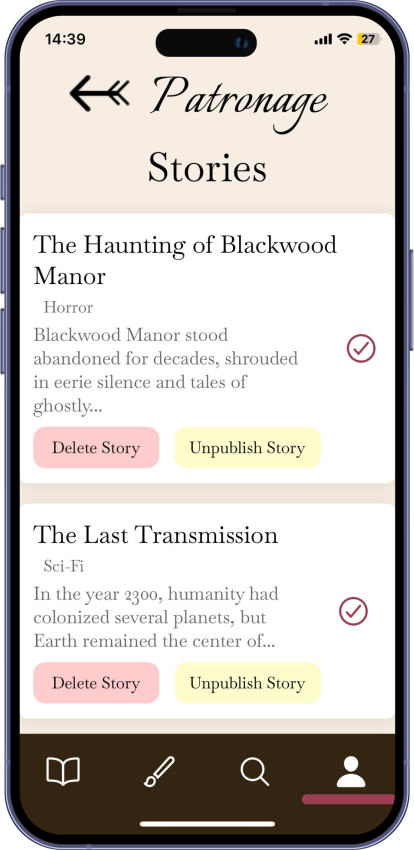 14:39
27
Patronage
Stories
The Haunting of Blackwood
Manor
Horror
Blackwood Manor stood
abandoned for decades, shrouded
in eerie silence and tales of
ghostly...
Delete Story Unpublish Story
The Last Transmission
Sci-Fi
In the year 2300, humanity had
colonized several planets, but
Earth remained the center of...
Delete Story Unpublish Story